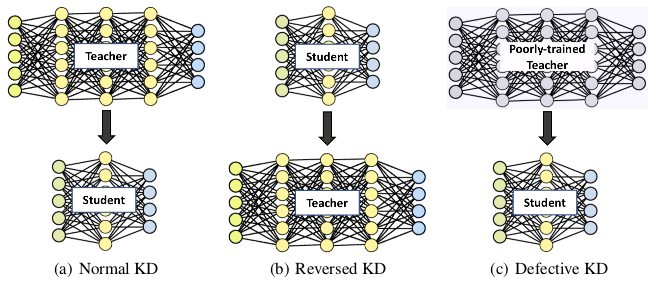 Teacher
Student
Poorly-trained
Teacher
Student
Teacher
Student
(a) Normal KD
(b) Reversed KD
(c) Defective KD